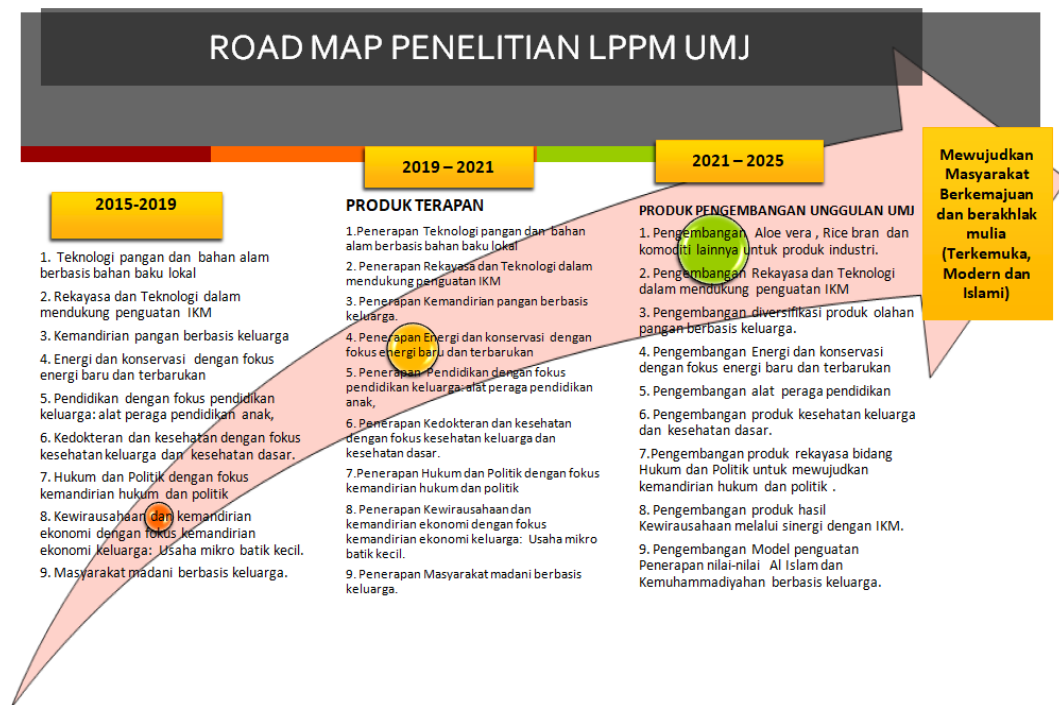 ROAD MAP PENELITIAN LPPM UMJ
2015-2019
1. Teknologi pangan dan bahan alam
berbasis bahan baku lokal
2. Rekayasa dan Teknologi dalam
mendukung penguatan IKM
3. Kemandirian pangan berbasis keluarga
4. Energi dan konservasi dengan fokus
energi baru dan terbarukan
5. Pendidikan dengan fokus pendidikan
keluarga: alat peraga pendidikan anak,
6. Kedokteran dan kesehatan dengan fokus
kesehatan keluarga dan kesehatan dasar.
7. Hukum dan Politik dengan fokus
kemandirian hukum dan politik
8. Kewirausahaan dan kemandirian
ekonomi dengan fokus kemandirian
ekonomi keluarga: Usaha mikro batik kecil.
9. Masyarakat madani berbasis keluarga.
2019 – 2021
PRODUK TERAPAN
1.Penerapan Teknologi pangan dan bahan
alam berbasis bahan baku lokal
2. Penerapan Rekayasa dan Teknologi dalam
mendukung penguatan IKM
3. Penerapan Kemandirian pangan berbasis
keluarga.
4. Penerapan Energi dan konservasi dengan
fokus energi baru dan terbarukan
5. Penerapan Pendidikan dengan fokus
pendidikan keluarga: alat peraga pendidikan
anak,
6. Penerapan Kedokteran dan kesehatan
dengan fokus kesehatan keluarga dan
kesehatan dasar.
7.Penerapan Hukum dan Politik dengan fokus
kemandirian hukum dan politik
8. Penerapan Kewirausahaan dan
kemandirian ekonomi dengan fokus
kemandirian ekonomi keluarga: Usaha mikro
batik kecil.
9. Penerapan Masyarakat madani berbasis
keluarga.
2021 – 2025
PRODUK PENGEMBANGAN UNGGULAN UMJ
1. Pengembangan Aloe vera , Rice bran dan
komoditi lainnya untuk produk industri.
2. Pengembangan Rekayasa dan Teknologi
dalam mendukung penguatan IKM
3. Pengembangan diversifikasi produk olahan
pangan berbasis keluarga.
4. Pengembangan Energi dan konservasi
dengan fokus energi baru dan terbarukan
5. Pengembangan alat peraga pendidikan
6. Pengembangan produk kesehatan keluarga
dan kesehatan dasar.
7.Pengembangan produk rekayasa bidang
Hukum dan Politik untuk mewujudkan
kemandirian hukum dan politik .
8. Pengembangan produk hasil
Kewirausahaan melalui sinergi dengan IKM.
9. Pengembangan Model penguatan
Penerapan nilai-nilai Al Islam dan
Kemuhammadiyahan berbasis keluarga.
Mewujudkan
Masyarakat
Berkemajuan
dan berakhlak
mulia
(Terkemuka,
Modern dan
Islami)